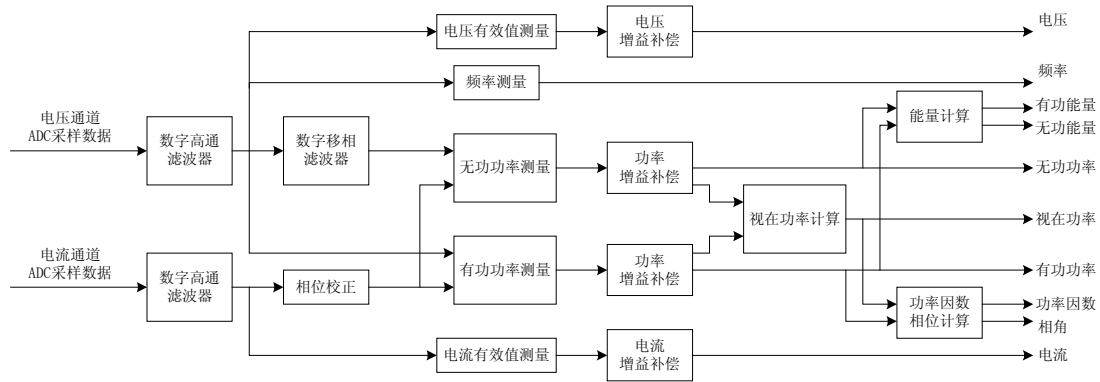 电压
电压有效值测量
电压
增益补偿
频率
频率测量
有功能量
能量计算
无功能量
电压通道
ADC采样数据
数字高通
滤波器
数字移相
滤波器
无功功率测量
功率
增益补偿
无功功率
视在功率计算
视在功率
电流通道
ADC采样数据
数字高通
滤波器
相位校正
有功功率测量
功率
增益补偿
有功功率
功率因数
相位计算
功率因数
相角
电流有效值测量
电流
增益补偿
电流